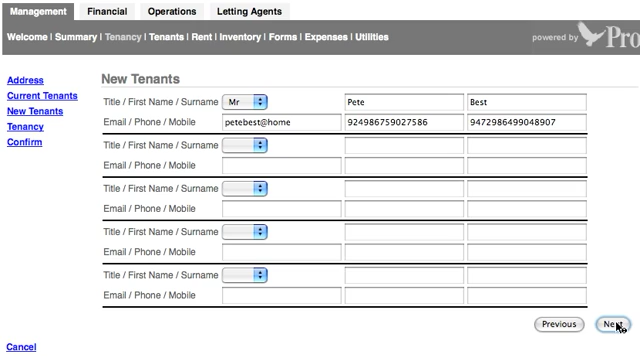 Management Financial Operations Letting Agents
Welcome | Summary | Tenancy | Tenants | Rent | Inventory | Forms | Expenses | Utilities powered by Pro
Address
Current Tenants
New Tenants
Tenancy
Confirm
New Tenants
Title / First Name / Surname Mr Pete Best
Email / Phone / Mobile petebest@home 924986759027586 9472986499048907
Title / First Name / Surname
Email / Phone / Mobile
Title / First Name / Surname
Email / Phone / Mobile
Title / First Name / Surname
Email / Phone / Mobile
Title / First Name / Surname
Email / Phone / Mobile
Previous Next
Cancel